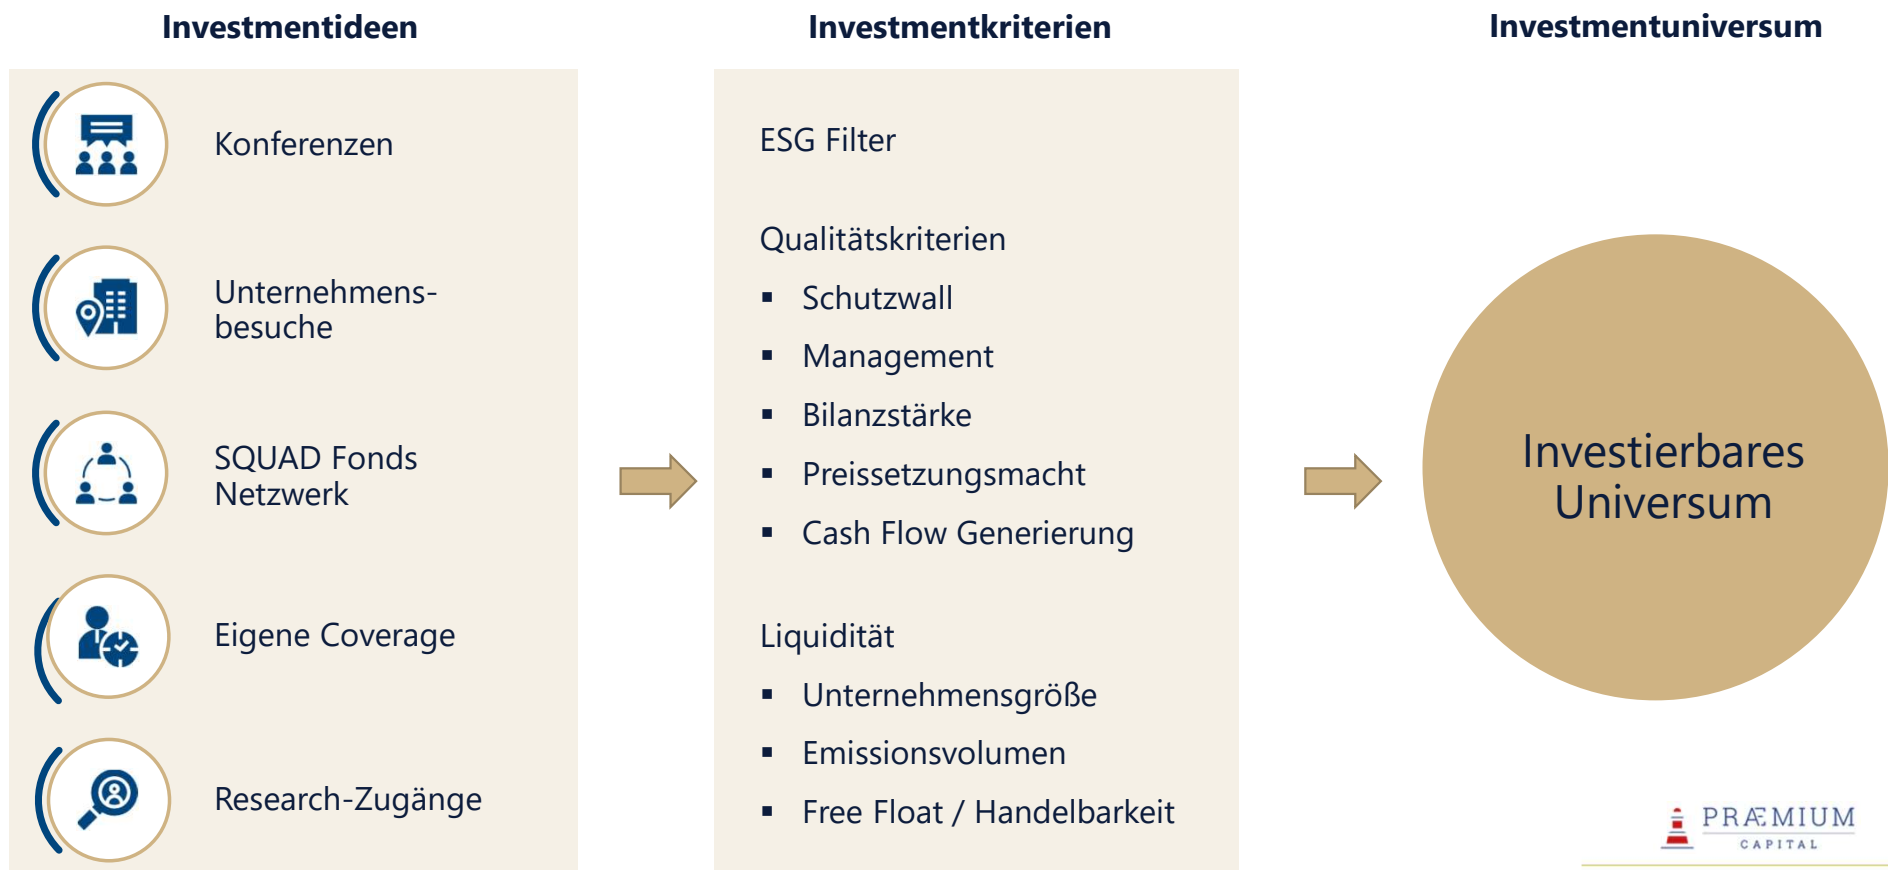 Investmentideen
Konferenzen
Unternehmens-
besuche
SQUAD Fonds
Netzwerk
Eigene Coverage
Research-Zugänge
Investmentkriterien
ESG Filter
Qualitätskriterien
▪ Schutzwall
▪ Management
▪ Bilanzstärke
▪ Preissetzungsmacht
▪ Cash Flow Generierung
Liquidität
▪ Unternehmensgröße
▪ Emissionsvolumen
▪ Free Float / Handelbarkeit
Investmentuniversum
Investierbares
Universum
PRÆMIUM
CAPITAL